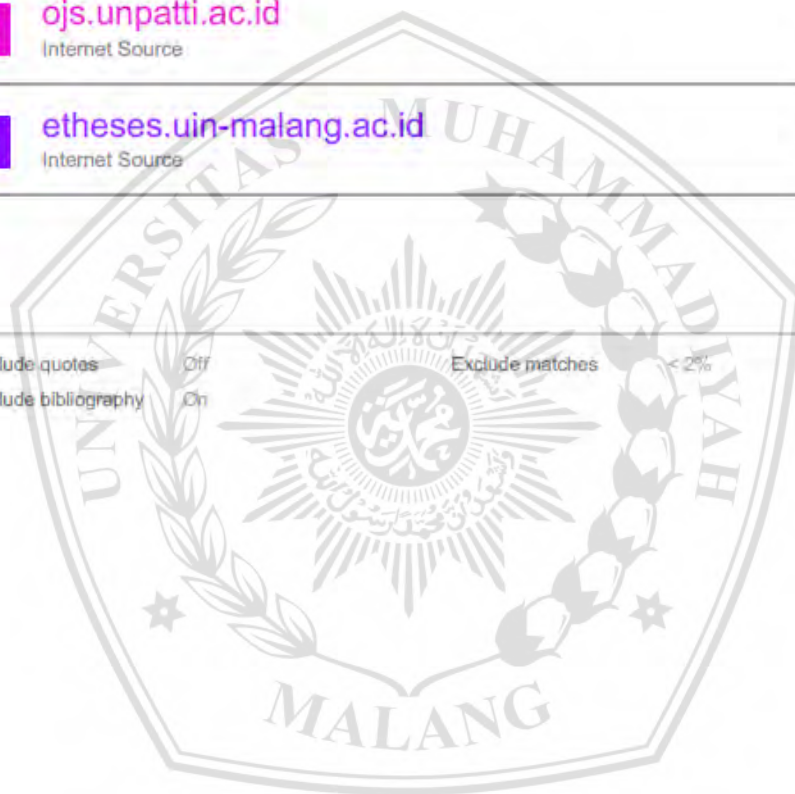 ojs.unpatti.ac.id
Internet Source
etheses.uin-malang.ac.id
Internet Source
lude quotes Off Exclude matches < 2%
lude bibliography On
UNIVERSITAS MUHAMMADIYAH
MALANG